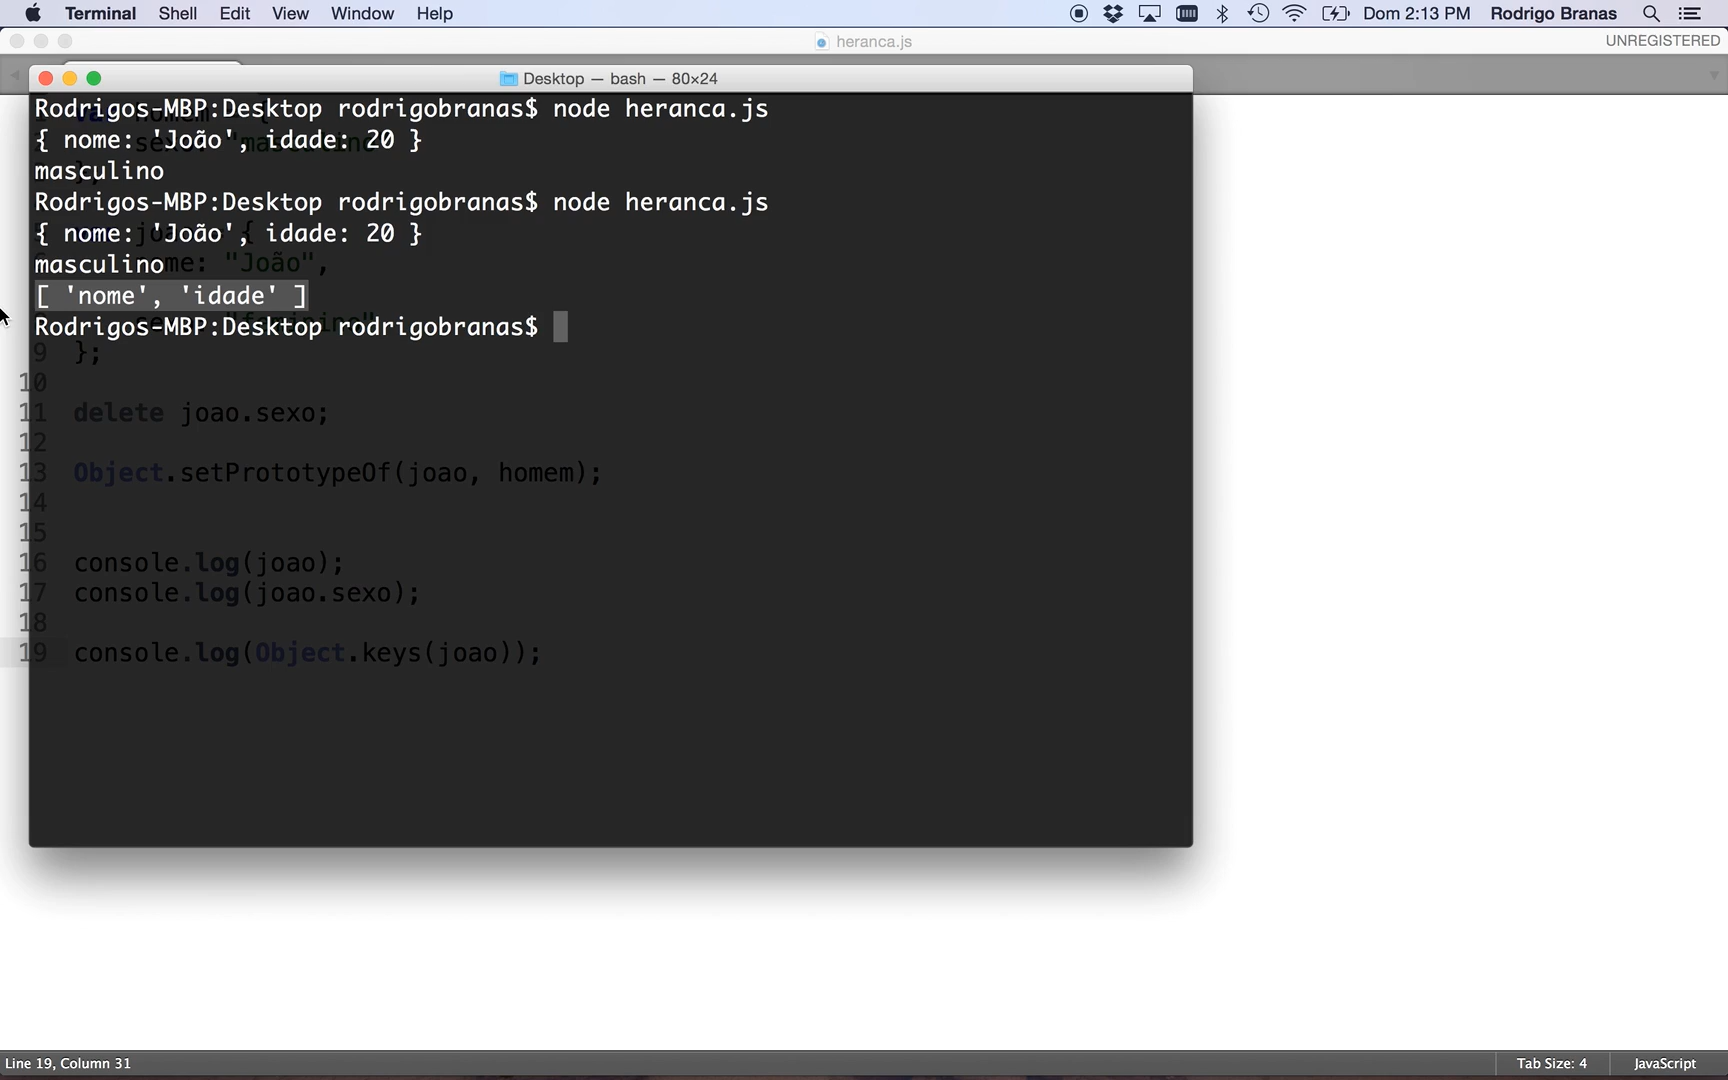 Terminal Shell Edit View Window Help Dom 2:13 PM Rodrigo Branas
heranca.js UNREGISTERED
Desktop — bash — 80×24
Rodrigos-MBP:Desktop rodrigobranas$ node heranca.js
{ nome: 'João', idade: 20 }
masculino
Rodrigos-MBP:Desktop rodrigobranas$ node heranca.js
{ nome: 'João', idade: 20 }
masculino
[ 'nome', 'idade' ]
Rodrigos-MBP:Desktop rodrigobranas$
nome: "João",
9 };
10
11 delete joao.sexo;
12
13 Object.setPrototypeOf(joao, homem);
14
15
16 console.log(joao);
17 console.log(joao.sexo);
18
19 console.log(Object.keys(joao));
Line 19, Column 31 Tab Size: 4 JavaScript